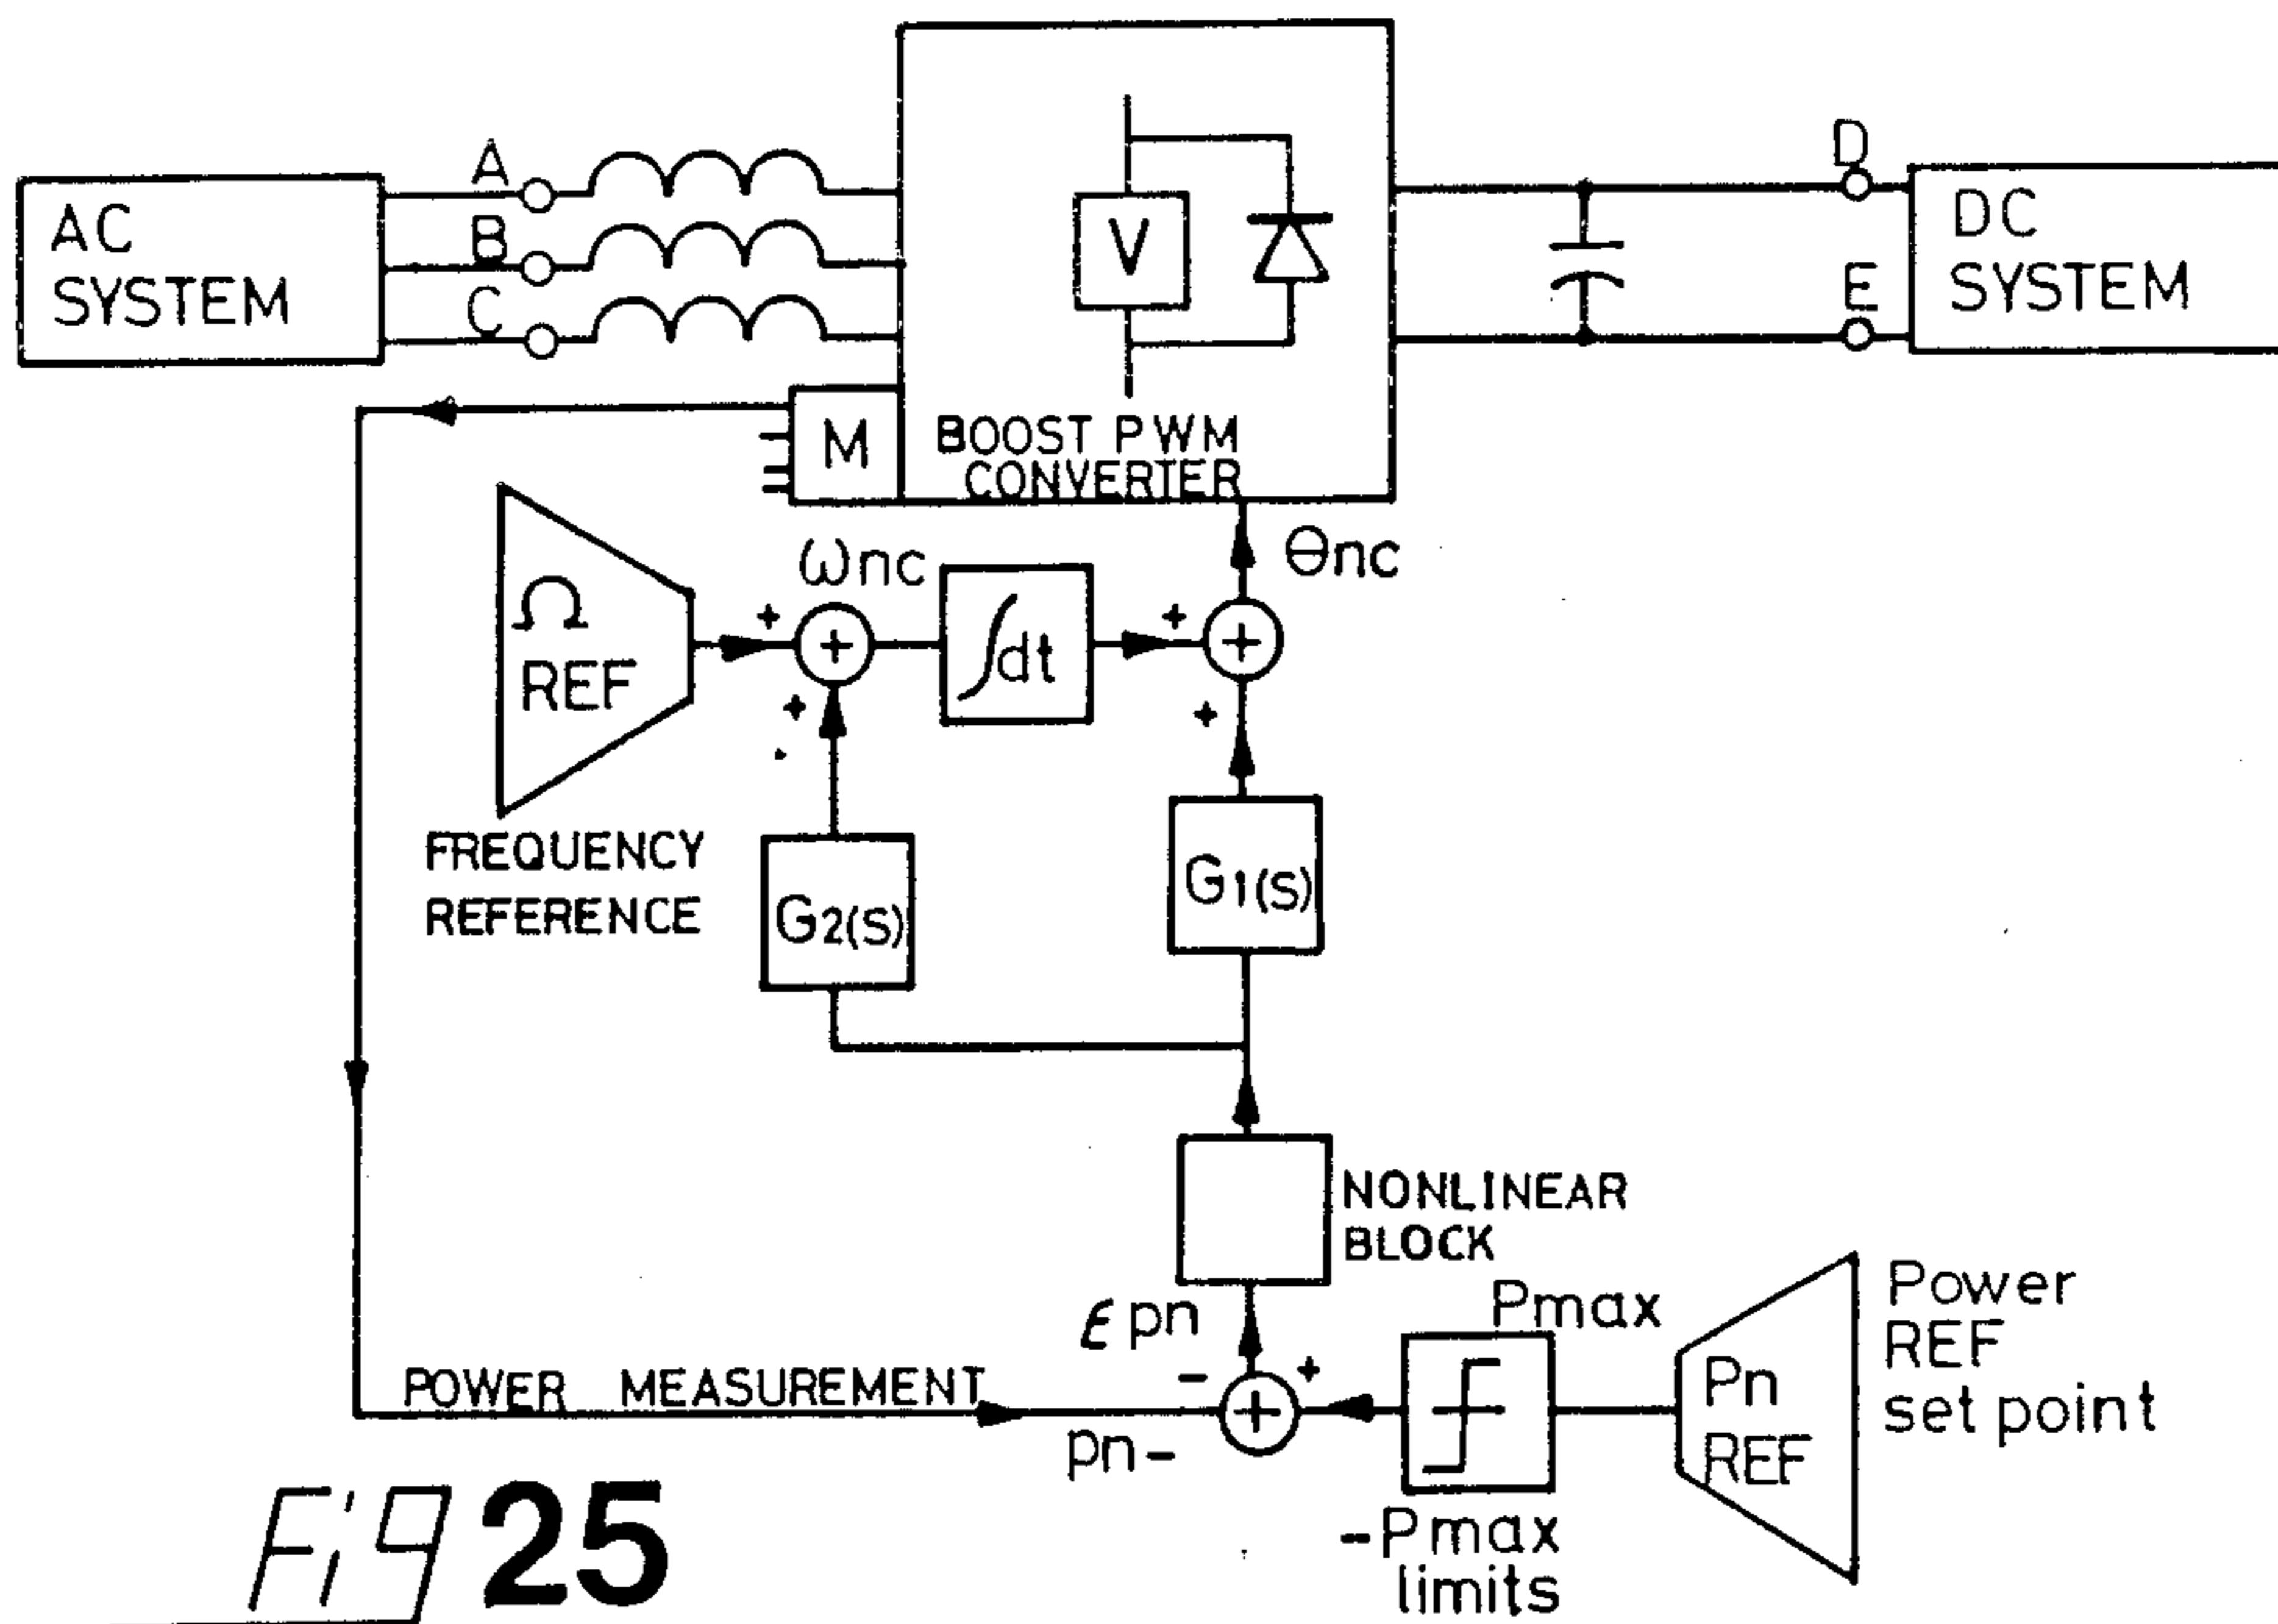 AC
SYSTEM
A
B
C
V
D
E
DC
SYSTEM
M
BOOST PWM
CONVERTER
Ω
REF
ωnc
+
+
+
∫dt
+
+
+
θnc
FREQUENCY
REFERENCE
G2(S)
G1(S)
NONLINEAR
BLOCK
Ɛpn
POWER MEASUREMENT
pn-
-
+
+
Pmax
-Pmax
limits
Pn
REF
Power
REF
set point
Fig 25